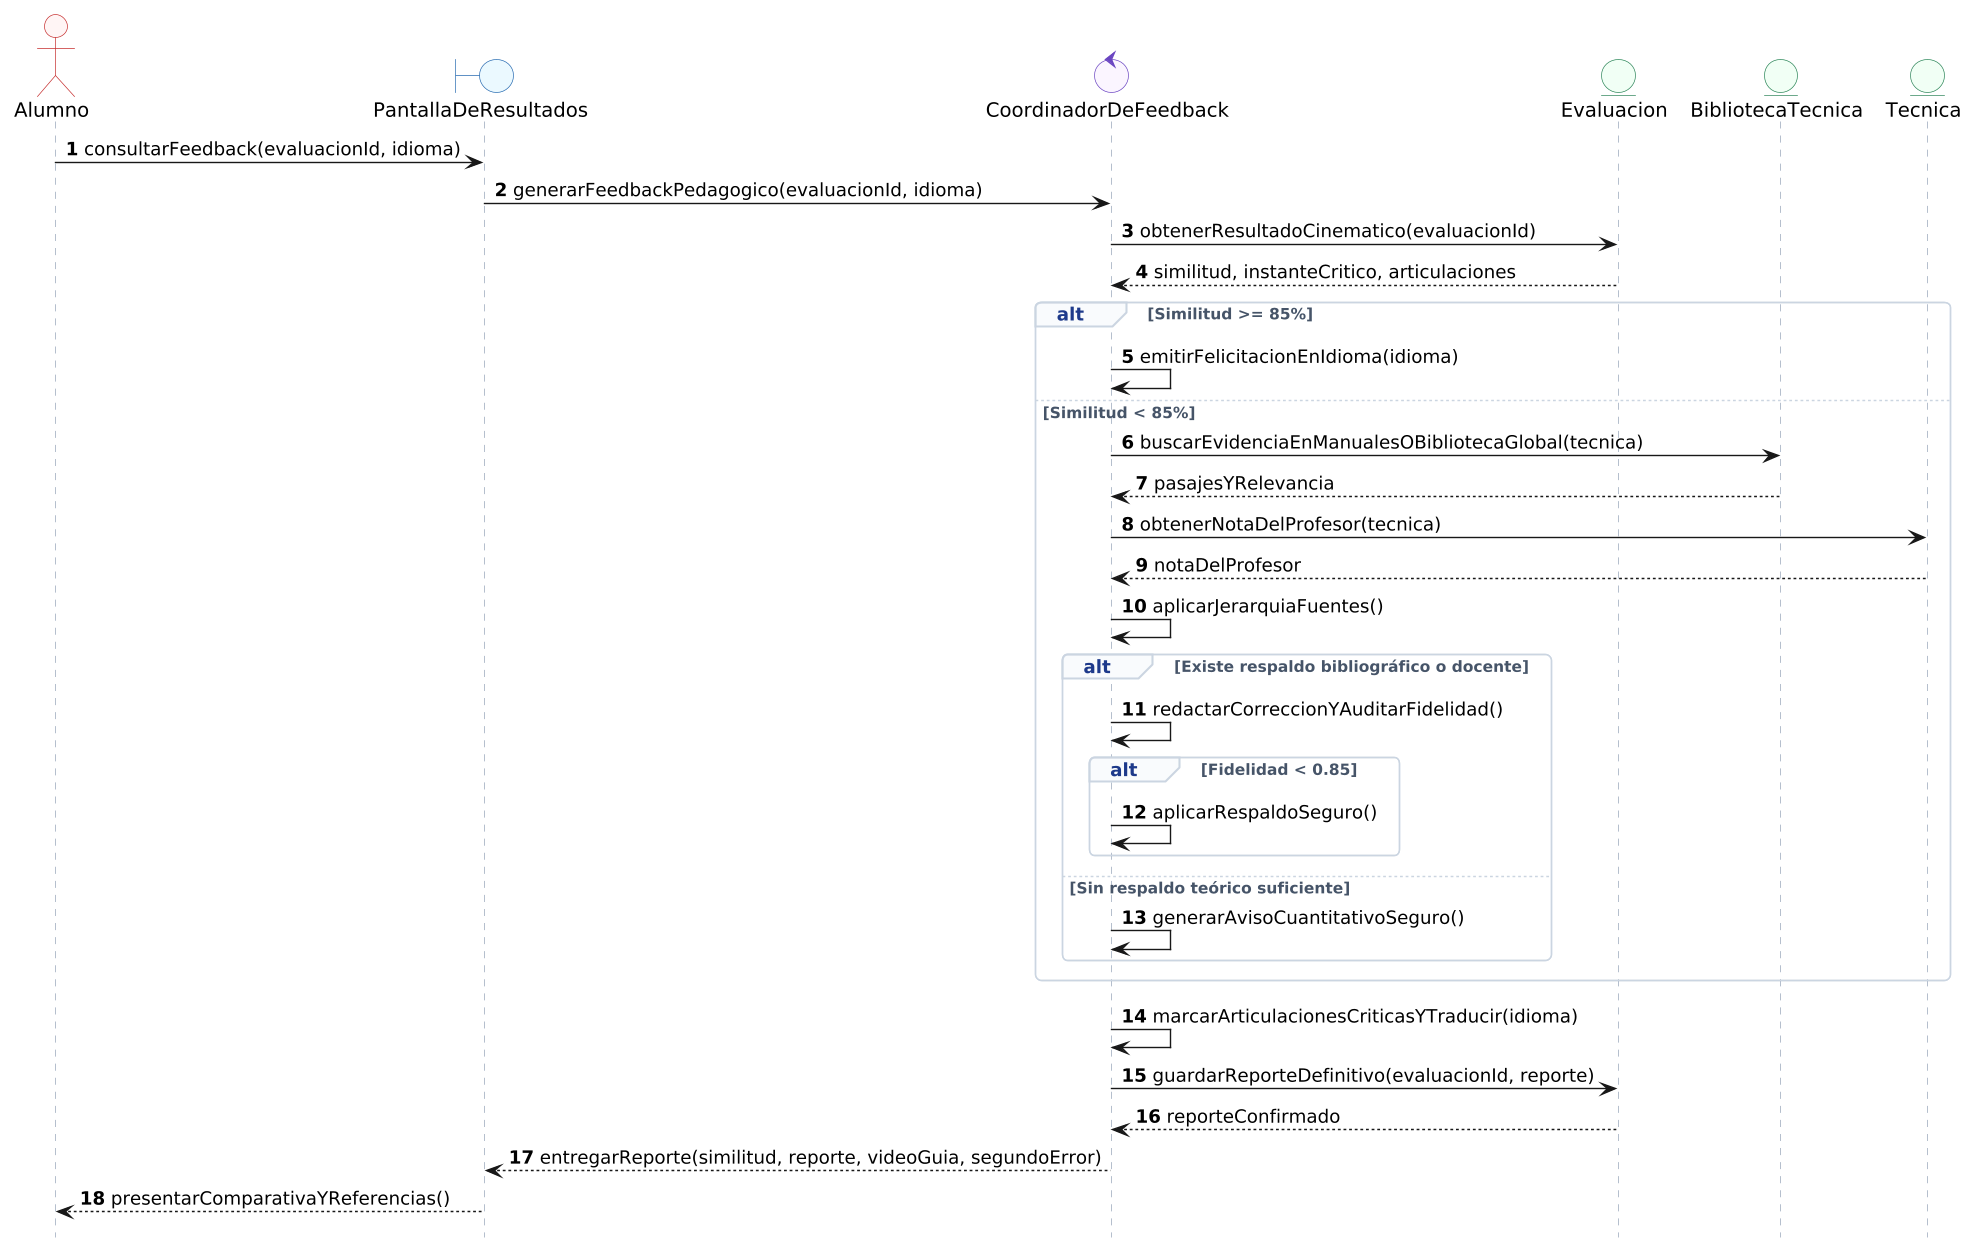 Alumno
PantallaDeResultados
CoordinadorDeFeedback
Evaluacion
BibliotecaTecnica
Tecnica
1 consultarFeedback(evaluacionId, idioma)
2 generarFeedbackPedagogico(evaluacionId, idioma)
3 obtenerResultadoCinematico(evaluacionId)
4 similitud, instanteCritico, articulaciones
alt [Similitud >= 85%]
5 emitirFelicitacionEnIdioma(idioma)
[Similitud < 85%]
6 buscarEvidenciaEnManualesOBibliotecaGlobal(tecnica)
7 pasajesYRelevancia
8 obtenerNotaDelProfesor(tecnica)
9 notaDelProfesor
10 aplicarJerarquiaFuentes()
alt [Existe respaldo bibliográfico o docente]
11 redactarCorreccionYAuditarFidelidad()
alt [Fidelidad < 0.85]
12 aplicarRespaldoSeguro()
[Sin respaldo teórico suficiente]
13 generarAvisoCuantitativoSeguro()
14 marcarArticulacionesCriticasYTraducir(idioma)
15 guardarReporteDefinitivo(evaluacionId, reporte)
16 reporteConfirmado
17 entregarReporte(similitud, reporte, videoGuia, segundoError)
18 presentarComparativaYReferencias()